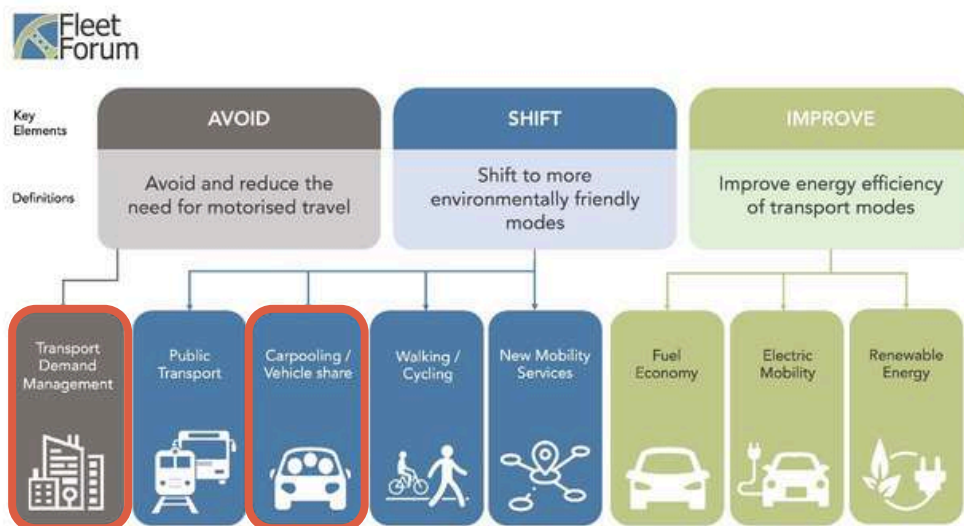 Fleet
Forum
Key
Elements
AVOID
SHIFT
IMPROVE
Definitions
Avoid and reduce the
need for motorised travel
Shift to more
environmentally friendly
modes
Improve energy efficiency
of transport modes
Transport
Demand
Management
Public
Transport
Carpooling /
Vehicle share
Walking /
Cycling
New Mobility
Services
Fuel
Economy
Electric
Mobility
Renewable
Energy